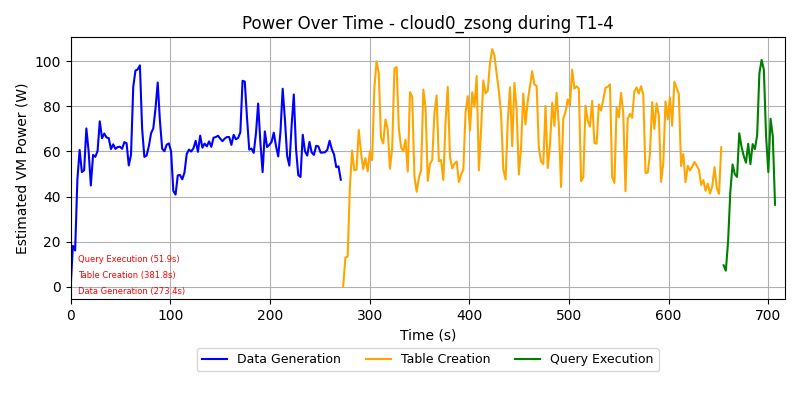 Power Over Time - cloud0_zsong during T1-4
Estimated VM Power (W)
100
80
60
40
20
0
Query Execution (51.9s)
Table Creation (381.8s)
Data Generation (273.4s)
0 100 200 300 400 500 600 700
Time (s)
Data Generation Table Creation Query Execution